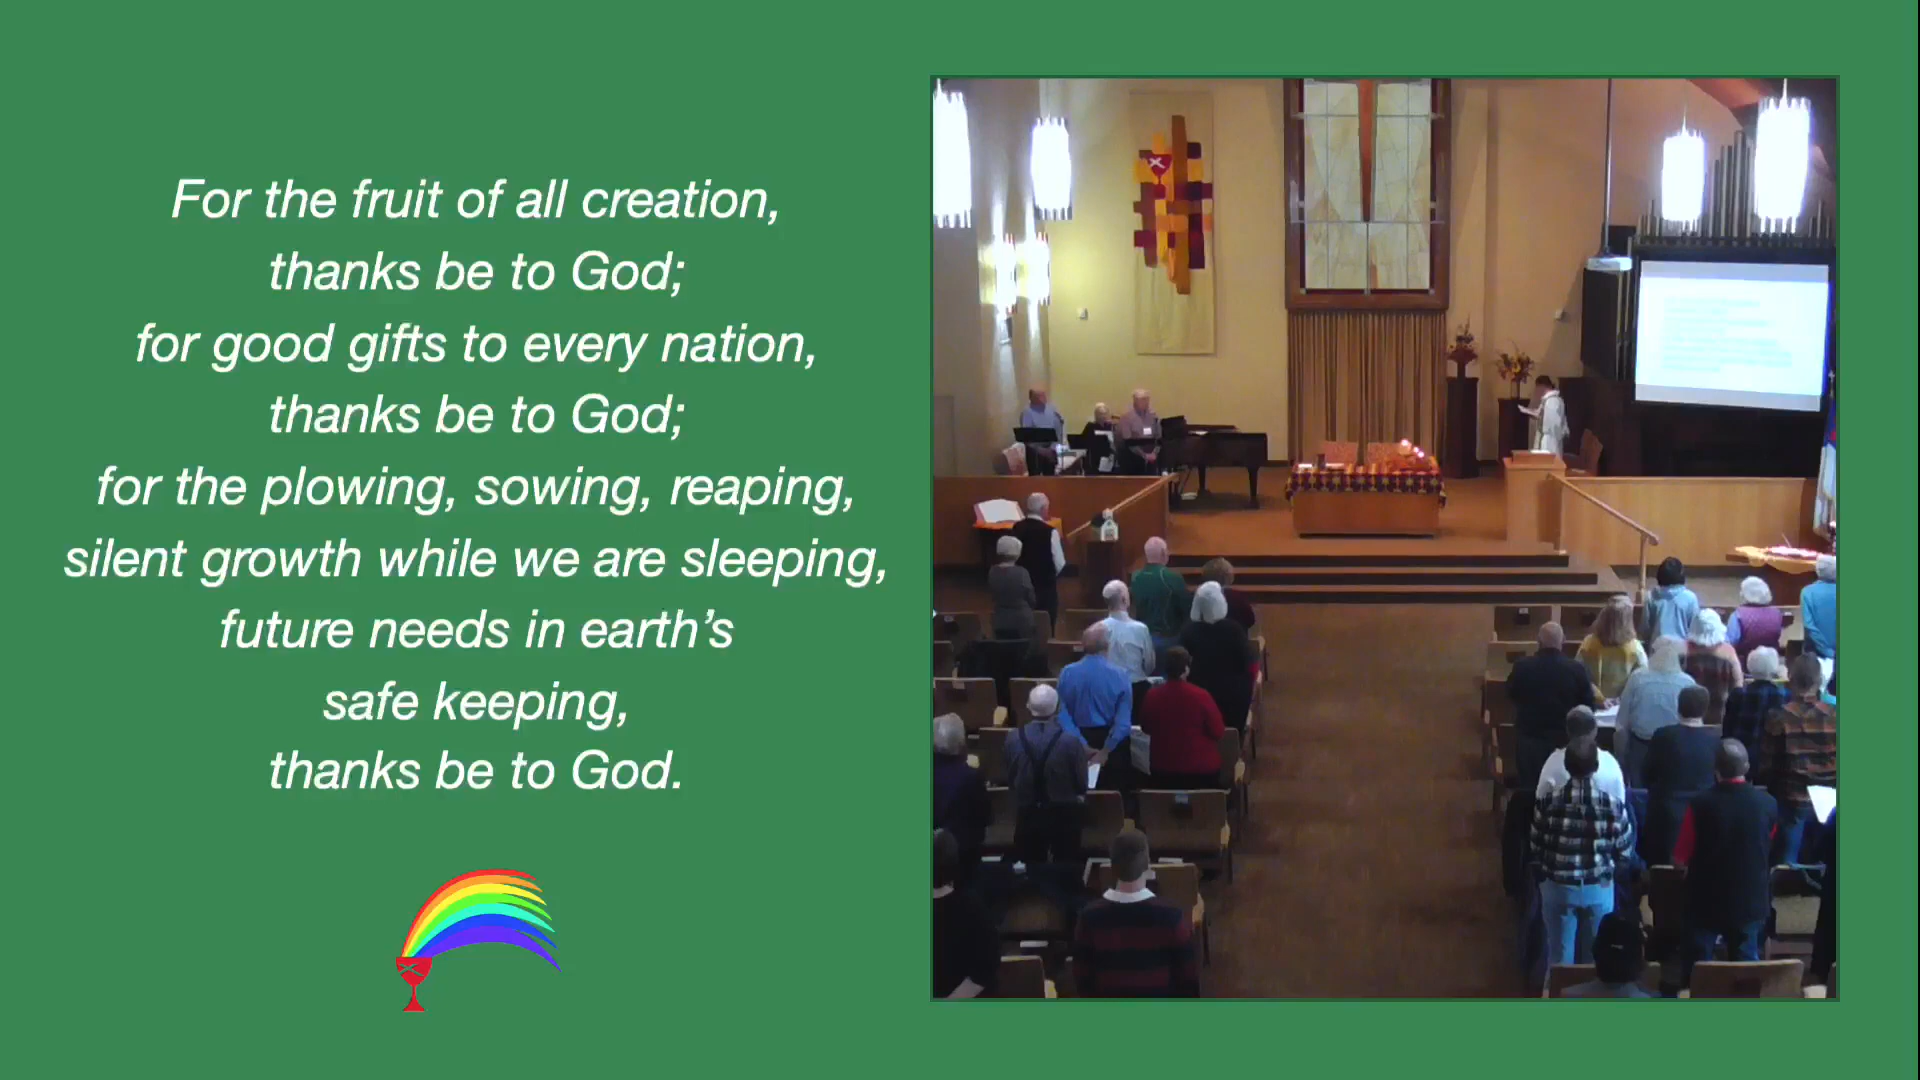 For the fruit of all creation,
thanks be to God;
for good gifts to every nation,
thanks be to God;
for the plowing, sowing, reaping,
silent growth while we are sleeping,
future needs in earth’s
safe keeping,
thanks be to God.